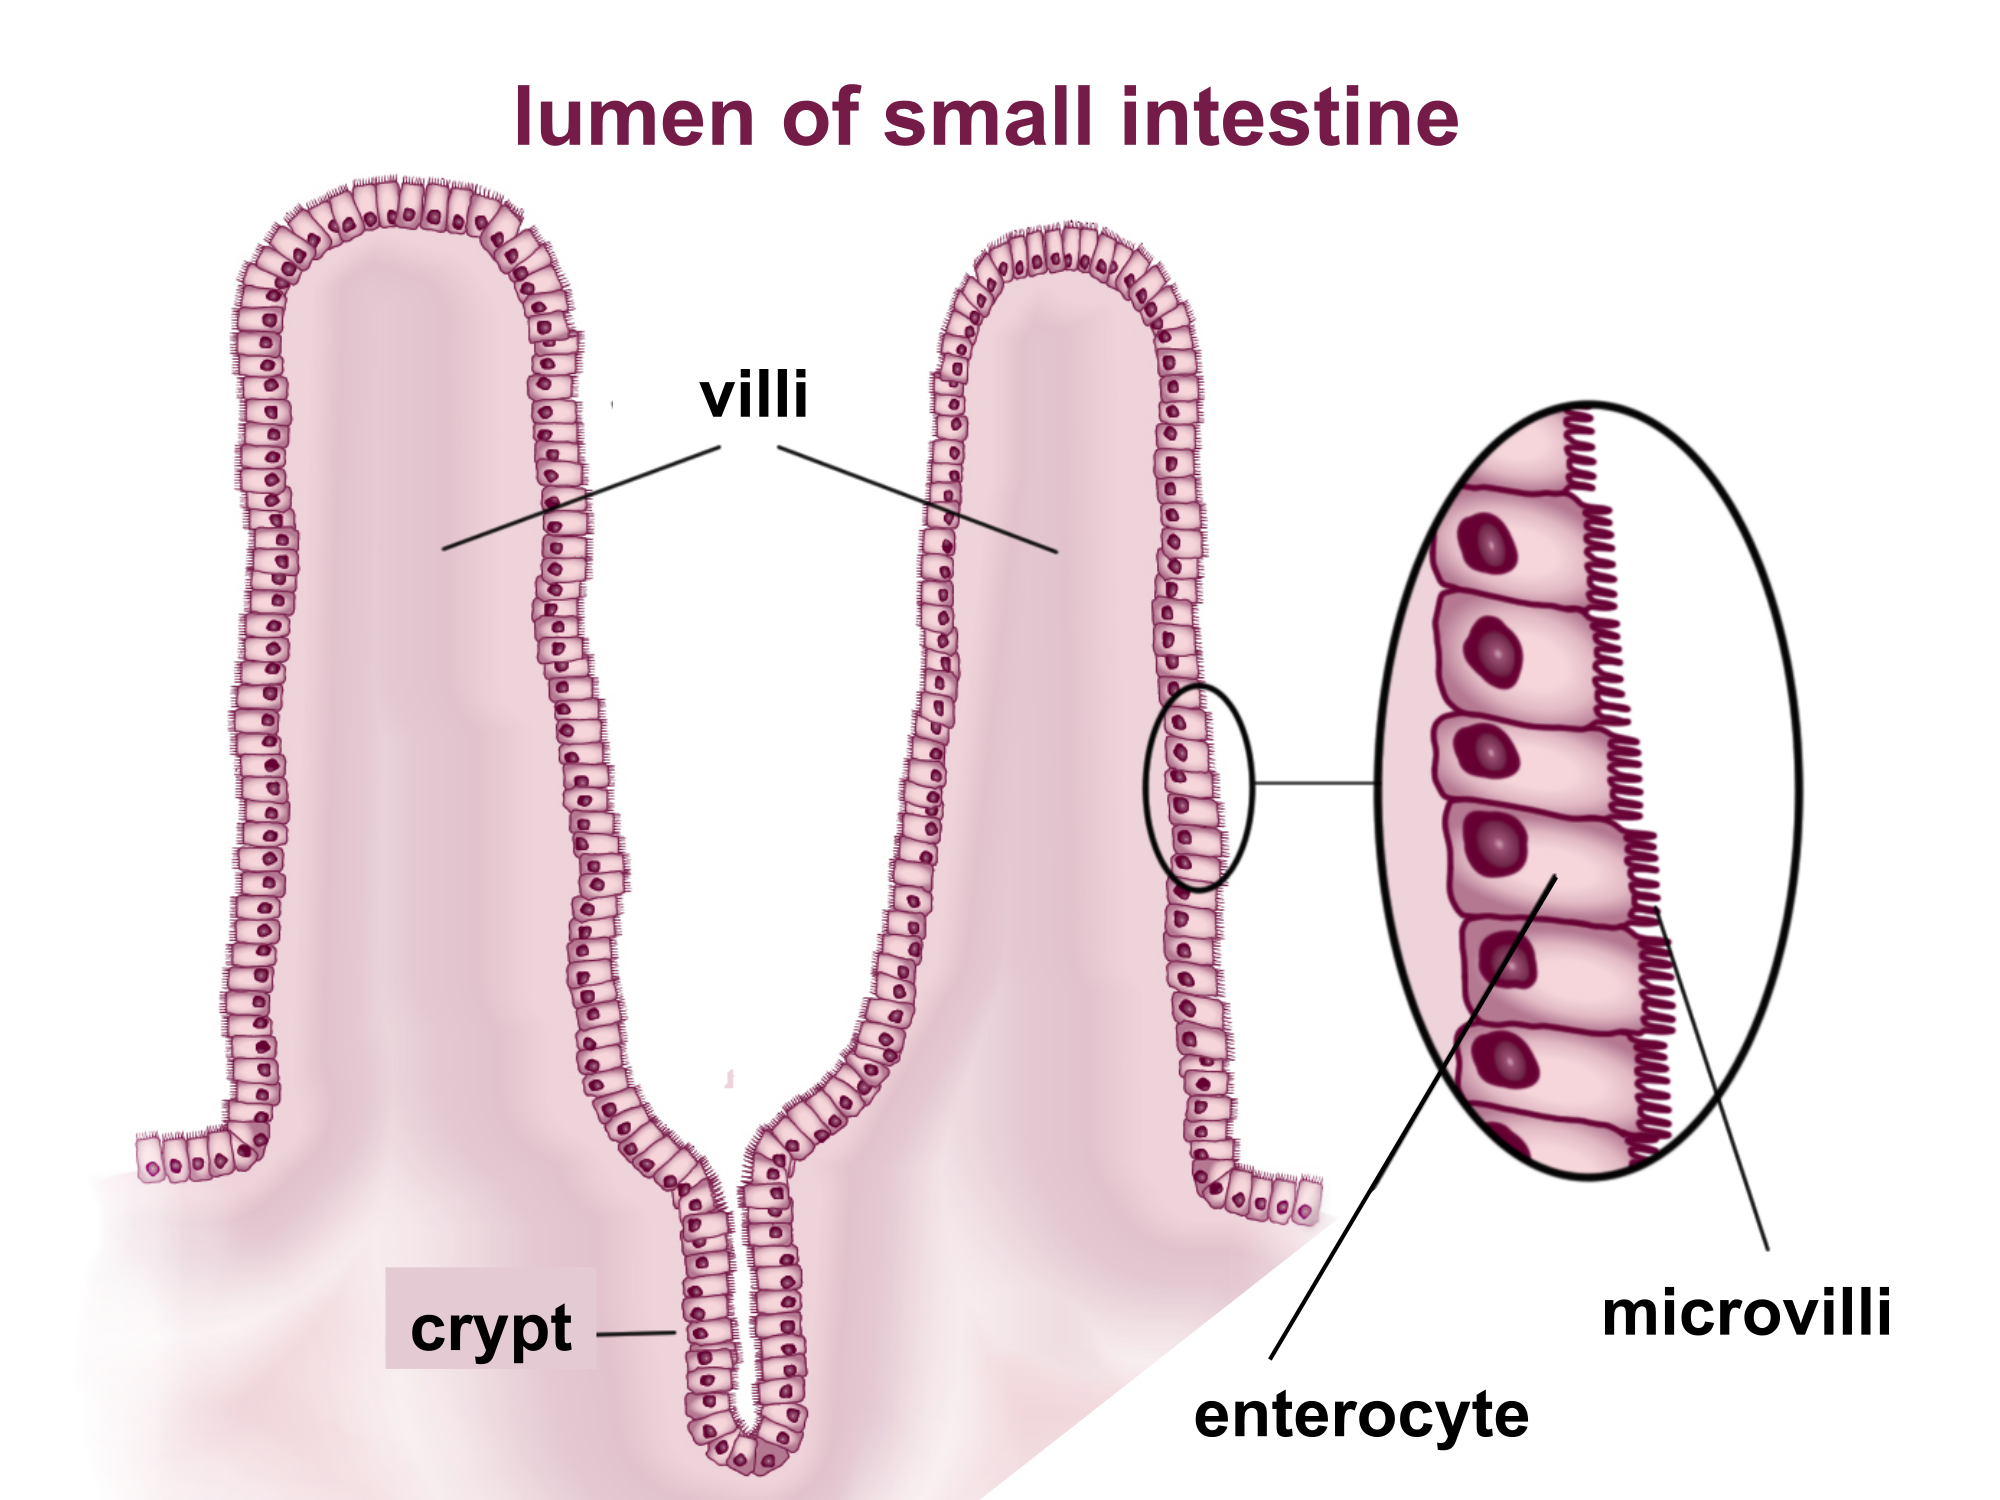 lumen of small intestine
villi
crypt
microvilli
enterocyte